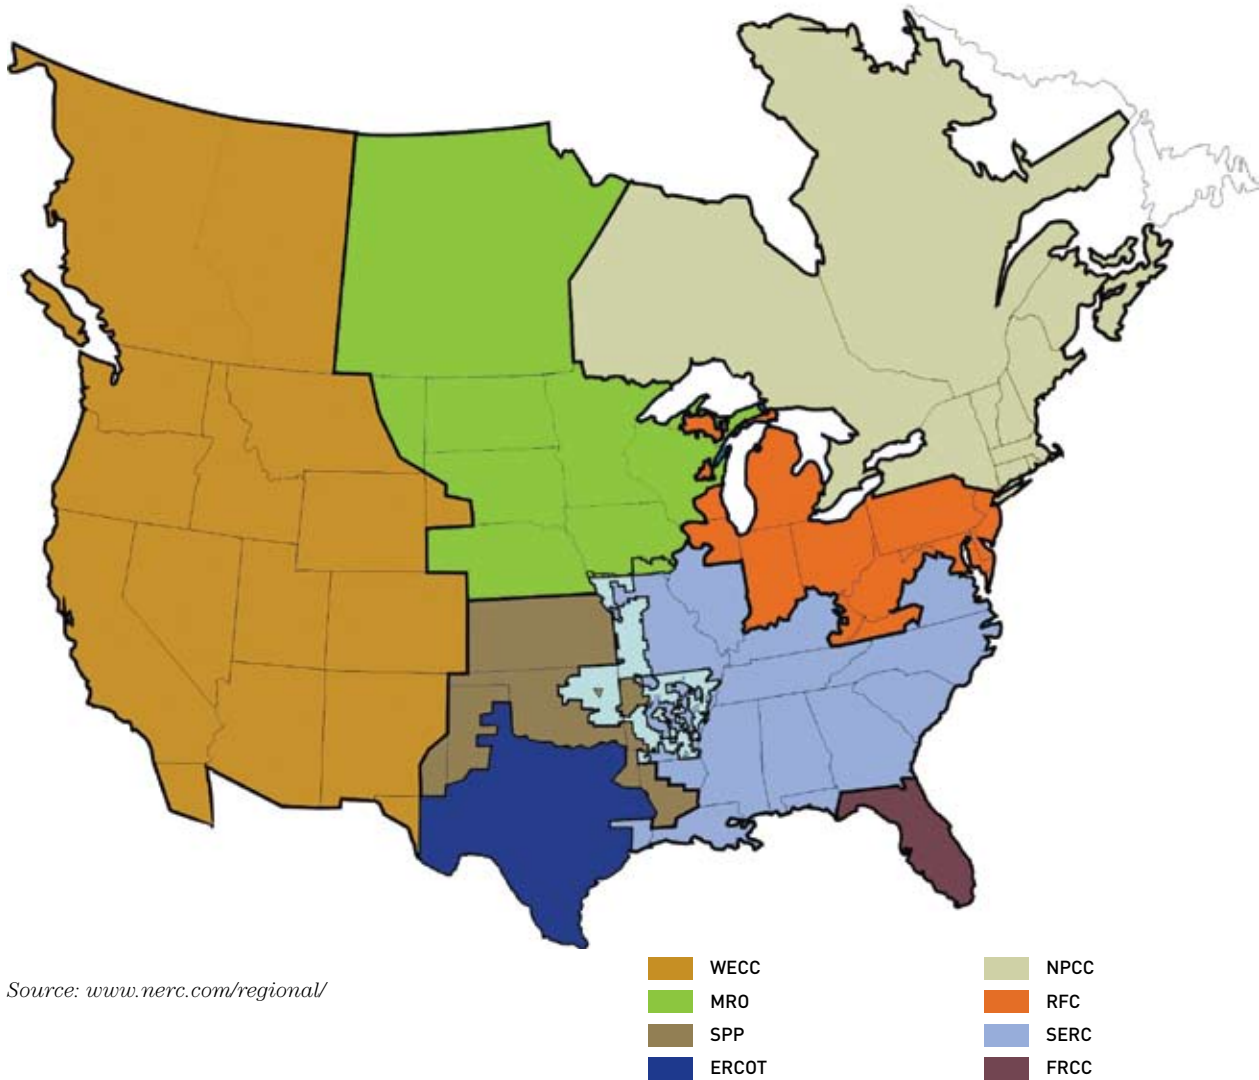 Source: www.nerc.com/regional/
WECC
MRO
SPP
ERCOT
NPCC
RFC
SERC
FRCC